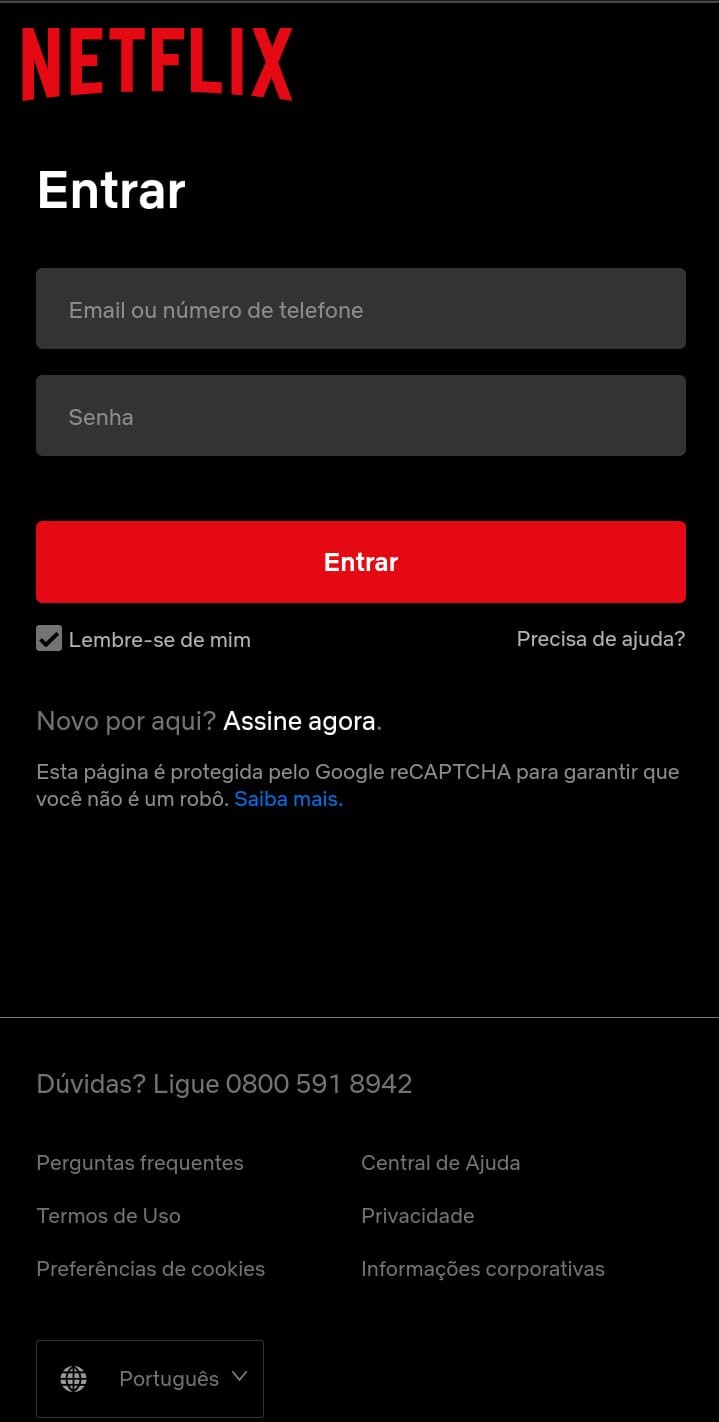 NETFLIX
Entrar
Email ou número de telefone
Senha
Entrar
Lembre-se de mim
Precisa de ajuda?
Novo por aqui? Assine agora.
Esta página é protegida pelo Google reCAPTCHA para garantir que
você não é um robô. Saiba mais.
Dúvidas? Ligue 0800 591 8942
Perguntas frequentes
Central de Ajuda
Termos de Uso
Privacidade
Preferências de cookies
Informações corporativas
Português